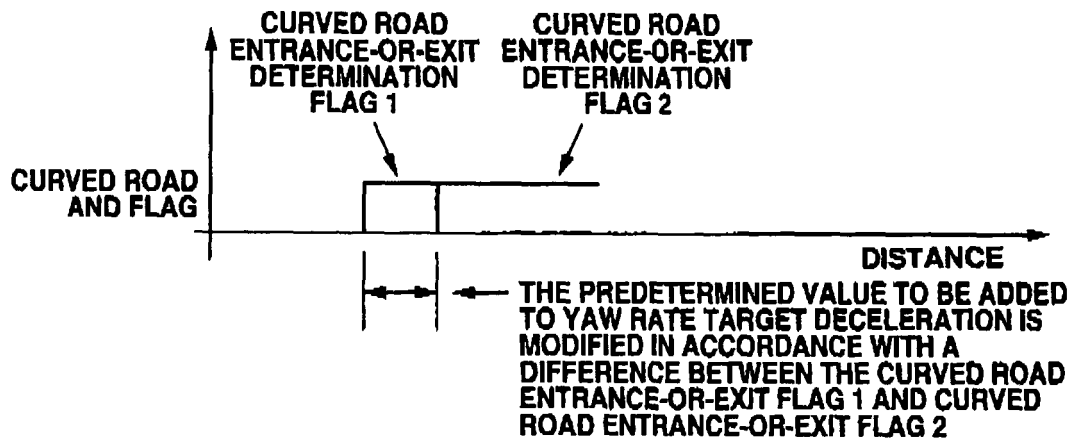 CURVED ROAD
ENTRANCE-OR-EXIT
DETERMINATION
FLAG 1
CURVED ROAD
ENTRANCE-OR-EXIT
DETERMINATION
FLAG 2
CURVED ROAD
AND FLAG
DISTANCE
THE PREDETERMINED VALUE TO BE ADDED
TO YAW RATE TARGET DECELERATION IS
MODIFIED IN ACCORDANCE WITH A
DIFFERENCE BETWEEN THE CURVED ROAD
ENTRANCE-OR-EXIT FLAG 1 AND CURVED
ROAD ENTRANCE-OR-EXIT FLAG 2